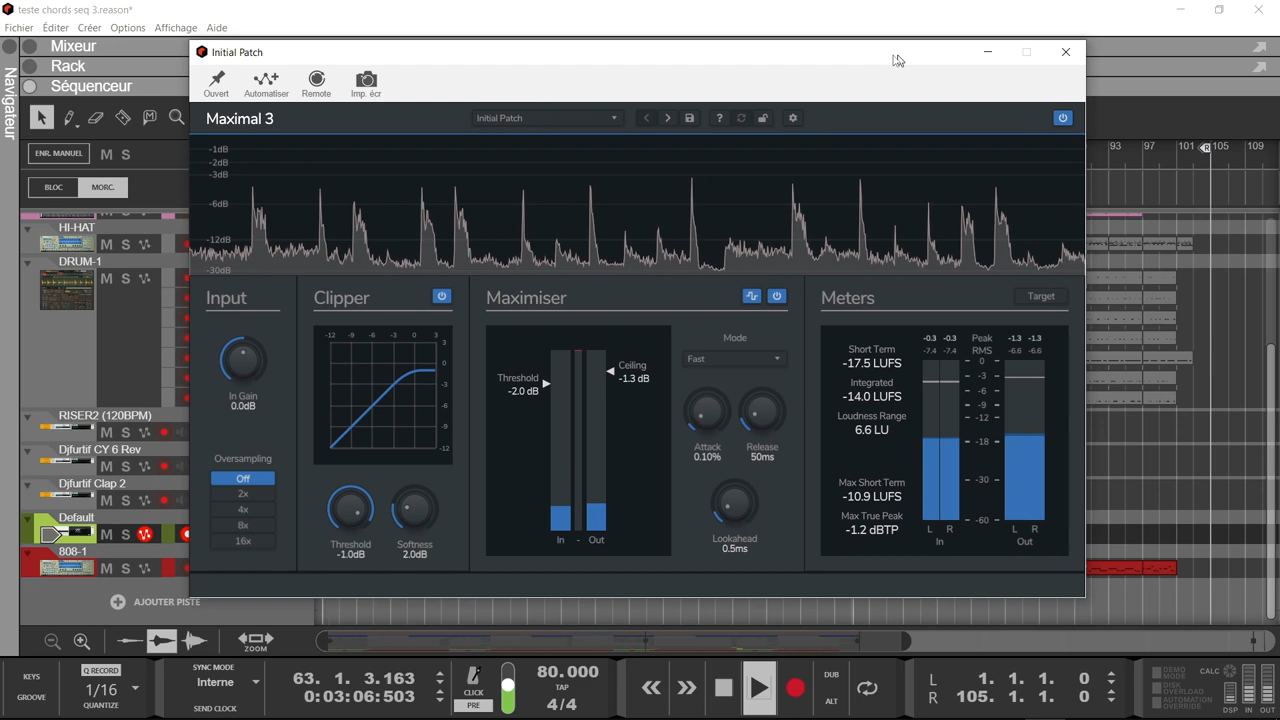 teste chords seq 3.reason*
Fichier Éditer Créer Options Affichage Aide
Mixeur
Rack
Séquenceur
Navigateur
ENR. MANUEL M S
BLOC MORC.
HI-HAT
M S
DRUM-1
M S
RISER2 (120BPM)
M S
Djfurtif CY 6 Rev
M S
Djfurtif Clap 2
M S
Default
M S
808-1
M S
AJOUTER PISTE
93 97 101 R 105 109
Initial Patch
Ouvert Automatiser Remote Imp. écr
Maximal 3 Initial Patch ?
-1dB
-2dB
-3dB
-6dB
-12dB
-30dB
Input
In Gain
0.0dB
Oversampling
Off
2x
4x
8x
16x
Clipper
-12 -9 -6 -3 0 3
3
0
-3
-6
-9
-12
Threshold
-1.0dB
Softness
2.0dB
Maximiser
Threshold
-2.0 dB
Ceiling
-1.3 dB
In - Out
Mode
Fast
Attack
0.10%
Release
50ms
Lookahead
0.5ms
Meters Target
Short Term
-17.5 LUFS
Integrated
-14.0 LUFS
Loudness Range
6.6 LU
Max Short Term
-10.9 LUFS
Max True Peak
-1.2 dBTP
-0.3 -0.3 Peak -1.3 -1.3
-7.4 -7.4 RMS -6.6 -6.6
0
-3
-6
-9
-12
-18
-30
-60
L R L R
In Out
ZOOM
KEYS
GROOVE
Q RECORD
1/16
QUANTIZE
SYNC MODE
Interne
SEND CLOCK
63. 1. 3.163
0:03:06:503
CLICK
PRE
80.000
TAP
4/4
DUB
ALT
L 1. 1. 1. 0
R 105. 1. 1. 0
DEMO MODE
DISK OVERLOAD
AUTOMATION OVERRIDE
CALC
DSP IN OUT